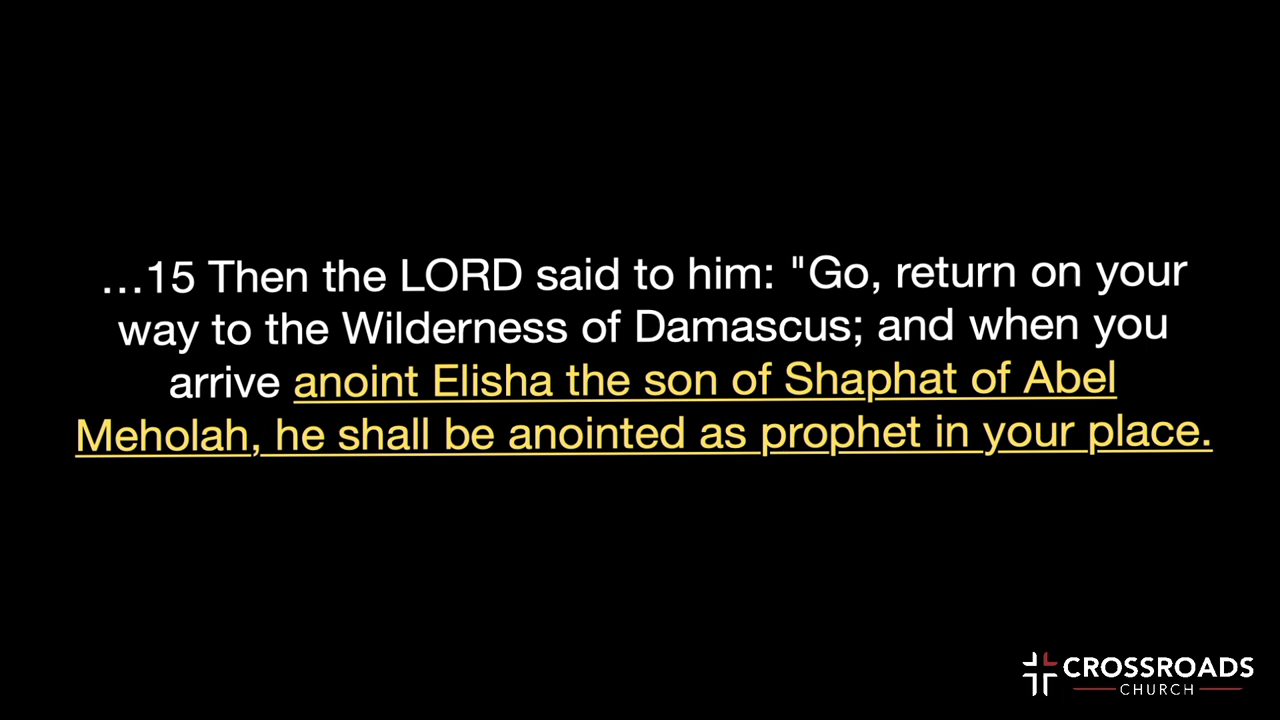 …15 Then the LORD said to him: "Go, return on your
way to the Wilderness of Damascus; and when you
arrive anoint Elisha the son of Shaphat of Abel
Meholah, he shall be anointed as prophet in your place.
CROSSROADS
CHURCH